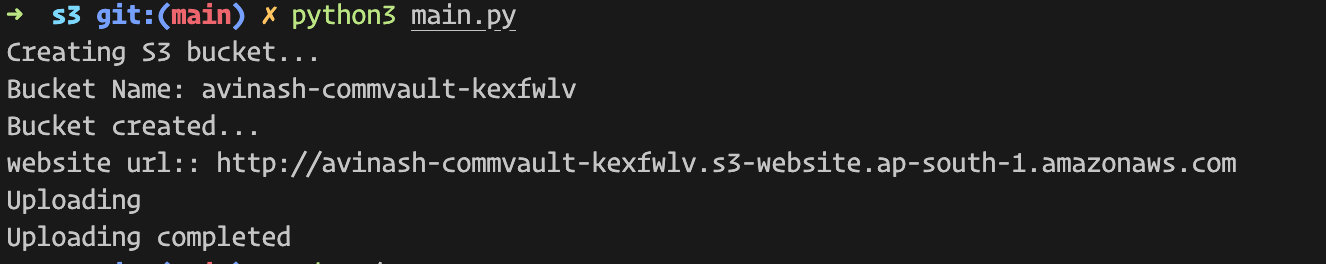 ➜ s3 git:(main) ✗ python3 main.py
Creating S3 bucket...
Bucket Name: avinash-commvault-kexfwlv
Bucket created...
website url:: http://avinash-commvault-kexfwlv.s3-website.ap-south-1.amazonaws.com
Uploading
Uploading completed